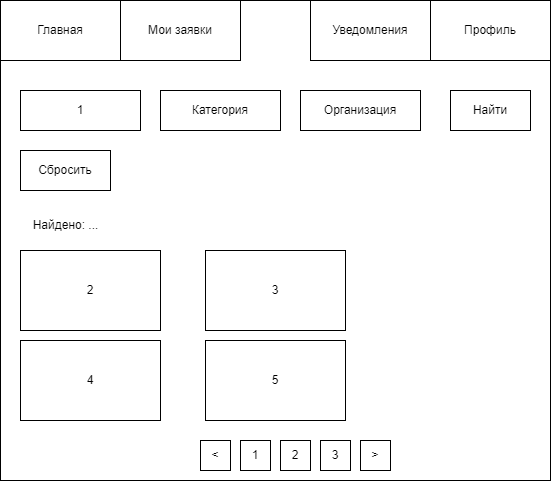 Главная
Мои заявки
Уведомления
Профиль
1
Категория
Организация
Найти
Сбросить
Найдено: ...
2
3
4
5
<
1
2
3
>